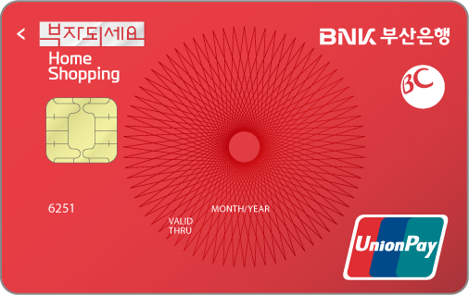 부자되세요
BNK 부산은행
Home
Shopping
BC
6251
MONTH/YEAR
VALID
THRU
UnionPay